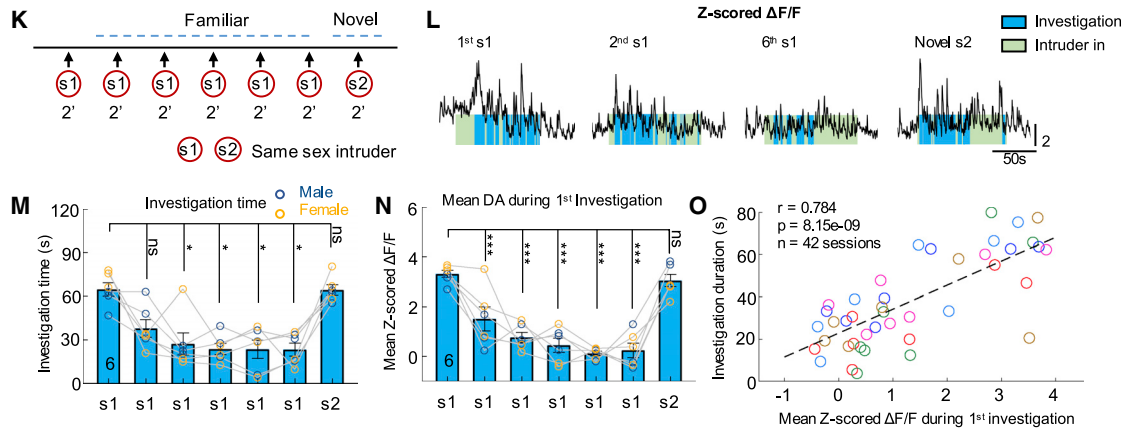 K
Familiar
Novel
s1 s1 s1 s1 s1 s1 s2
2' 2' 2' 2' 2' 2' 2'
s1 s2 Same sex intruder
L
Z-scored ΔF/F
Investigation
Intruder in
1st s1
2nd s1
6th s1
Novel s2
2
50s
M
Investigation time
Male
Female
Investigation time (s)
120
90
60
30
0
ns
*
*
*
*
ns
6
s1 s1 s1 s1 s1 s1 s2
N
Mean DA during 1st Investigation
Mean Z-scored ΔF/F
6
4
2
0
***
***
***
***
***
ns
6
s1 s1 s1 s1 s1 s1 s2
O
r = 0.784
p = 8.15e-09
n = 42 sessions
Investigation duration (s)
80
60
40
20
0
-1 0 1 2 3 4
Mean Z-scored ΔF/F during 1st investigation